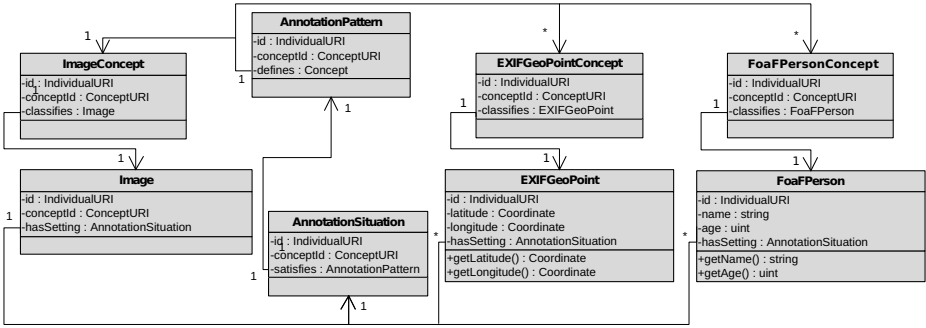 AnnotationPattern
-id : IndividualURI
-conceptId : ConceptURI
-defines : Concept
1
1
1
*
*
ImageConcept
-id : IndividualURI
-conceptId : ConceptURI
-classifies : Image
1
1
EXIFGeoPointConcept
-id : IndividualURI
-conceptId : ConceptURI
-classifies : EXIFGeoPoint
1
1
FoaFPersonConcept
-id : IndividualURI
-conceptId : ConceptURI
-classifies : FoaFPerson
1
1
Image
-id : IndividualURI
-conceptId : ConceptURI
-hasSetting : AnnotationSituation
1
AnnotationSituation
-id : IndividualURI
-conceptId : ConceptURI
-satisfies : AnnotationPattern
1
1
1
EXIFGeoPoint
-id : IndividualURI
-latitude : Coordinate
-longitude : Coordinate
-hasSetting : AnnotationSituation
+getLatitude() : Coordinate
+getLongitude() : Coordinate
*
FoaFPerson
-id : IndividualURI
-name : string
-age : uint
-hasSetting : AnnotationSituation
+getName() : string
+getAge() : uint
*